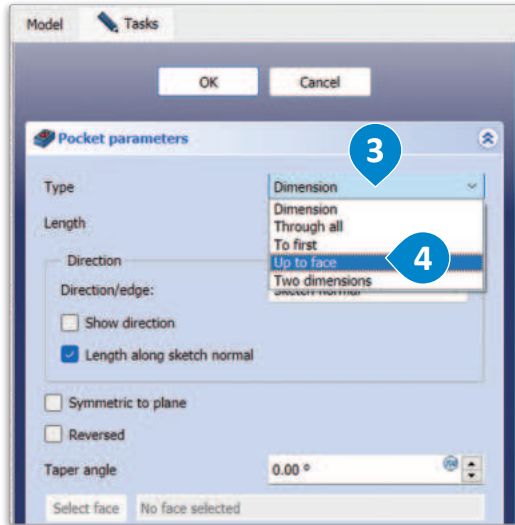 Model Tasks
OK Cancel
Pocket parameters
3
Type Dimension
Dimension
Length Through all
To first
Direction Up to face 4
Two dimensions
Direction/edge: Sketch normal
Show direction
Length along sketch normal
Symmetric to plane
Reversed
Taper angle 0.00 °
Select face No face selected